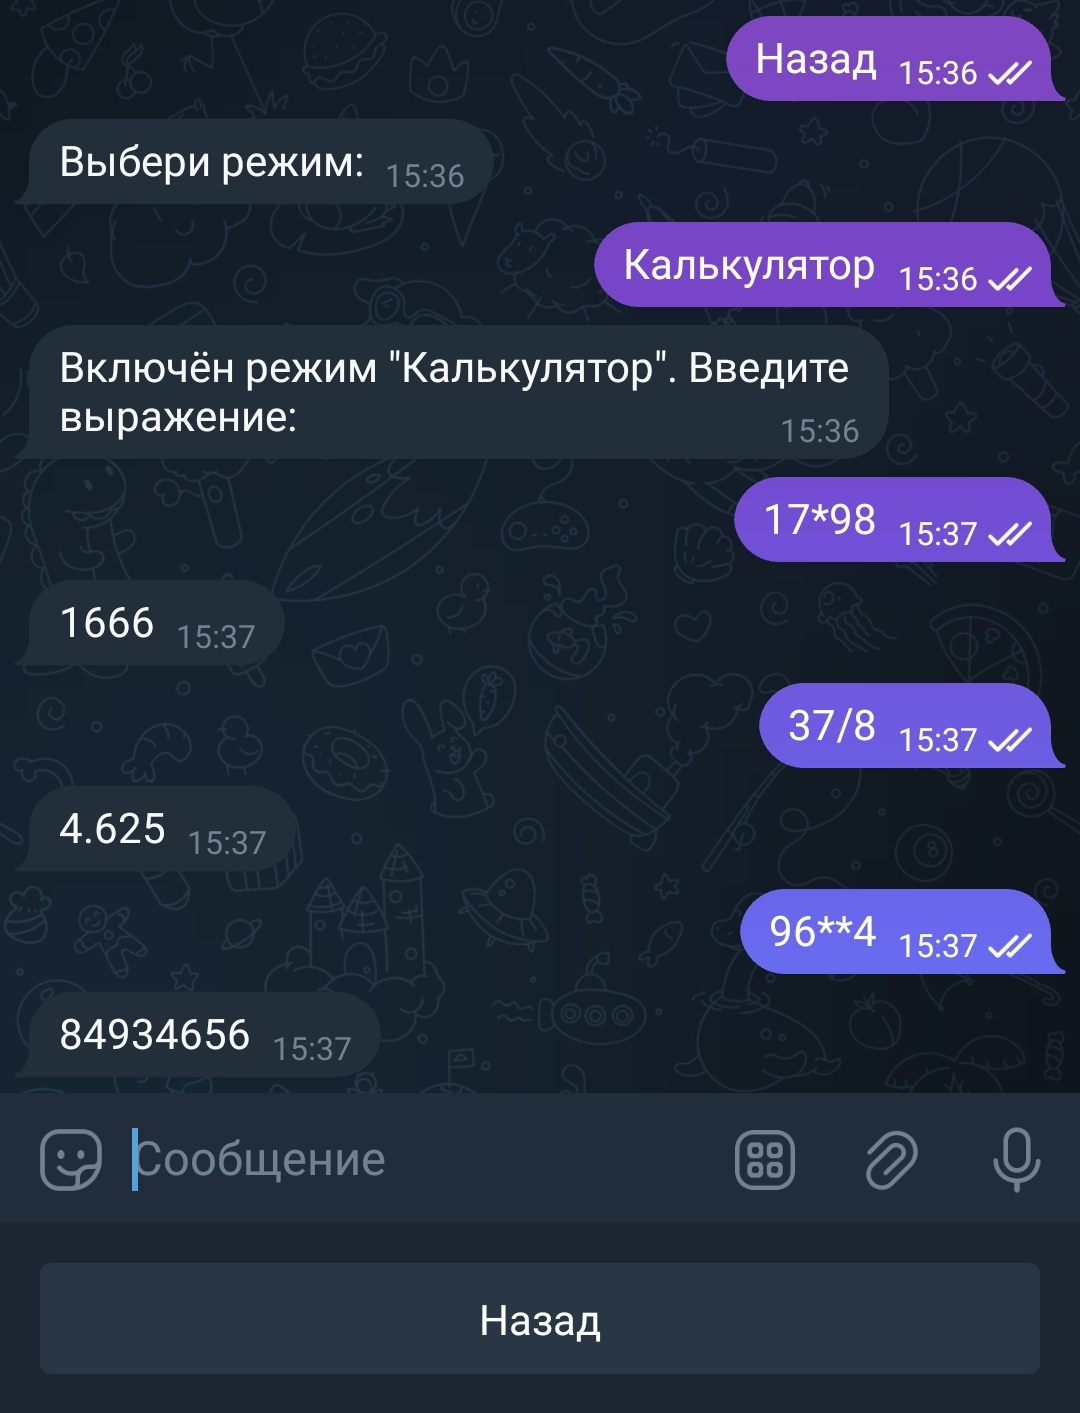 Назад 15:36
Выбери режим: 15:36
Калькулятор 15:36
Включён режим "Калькулятор". Введите
выражение: 15:36
17*98 15:37
1666 15:37
37/8 15:37
4.625 15:37
96**4 15:37
84934656 15:37
Сообщение
Назад